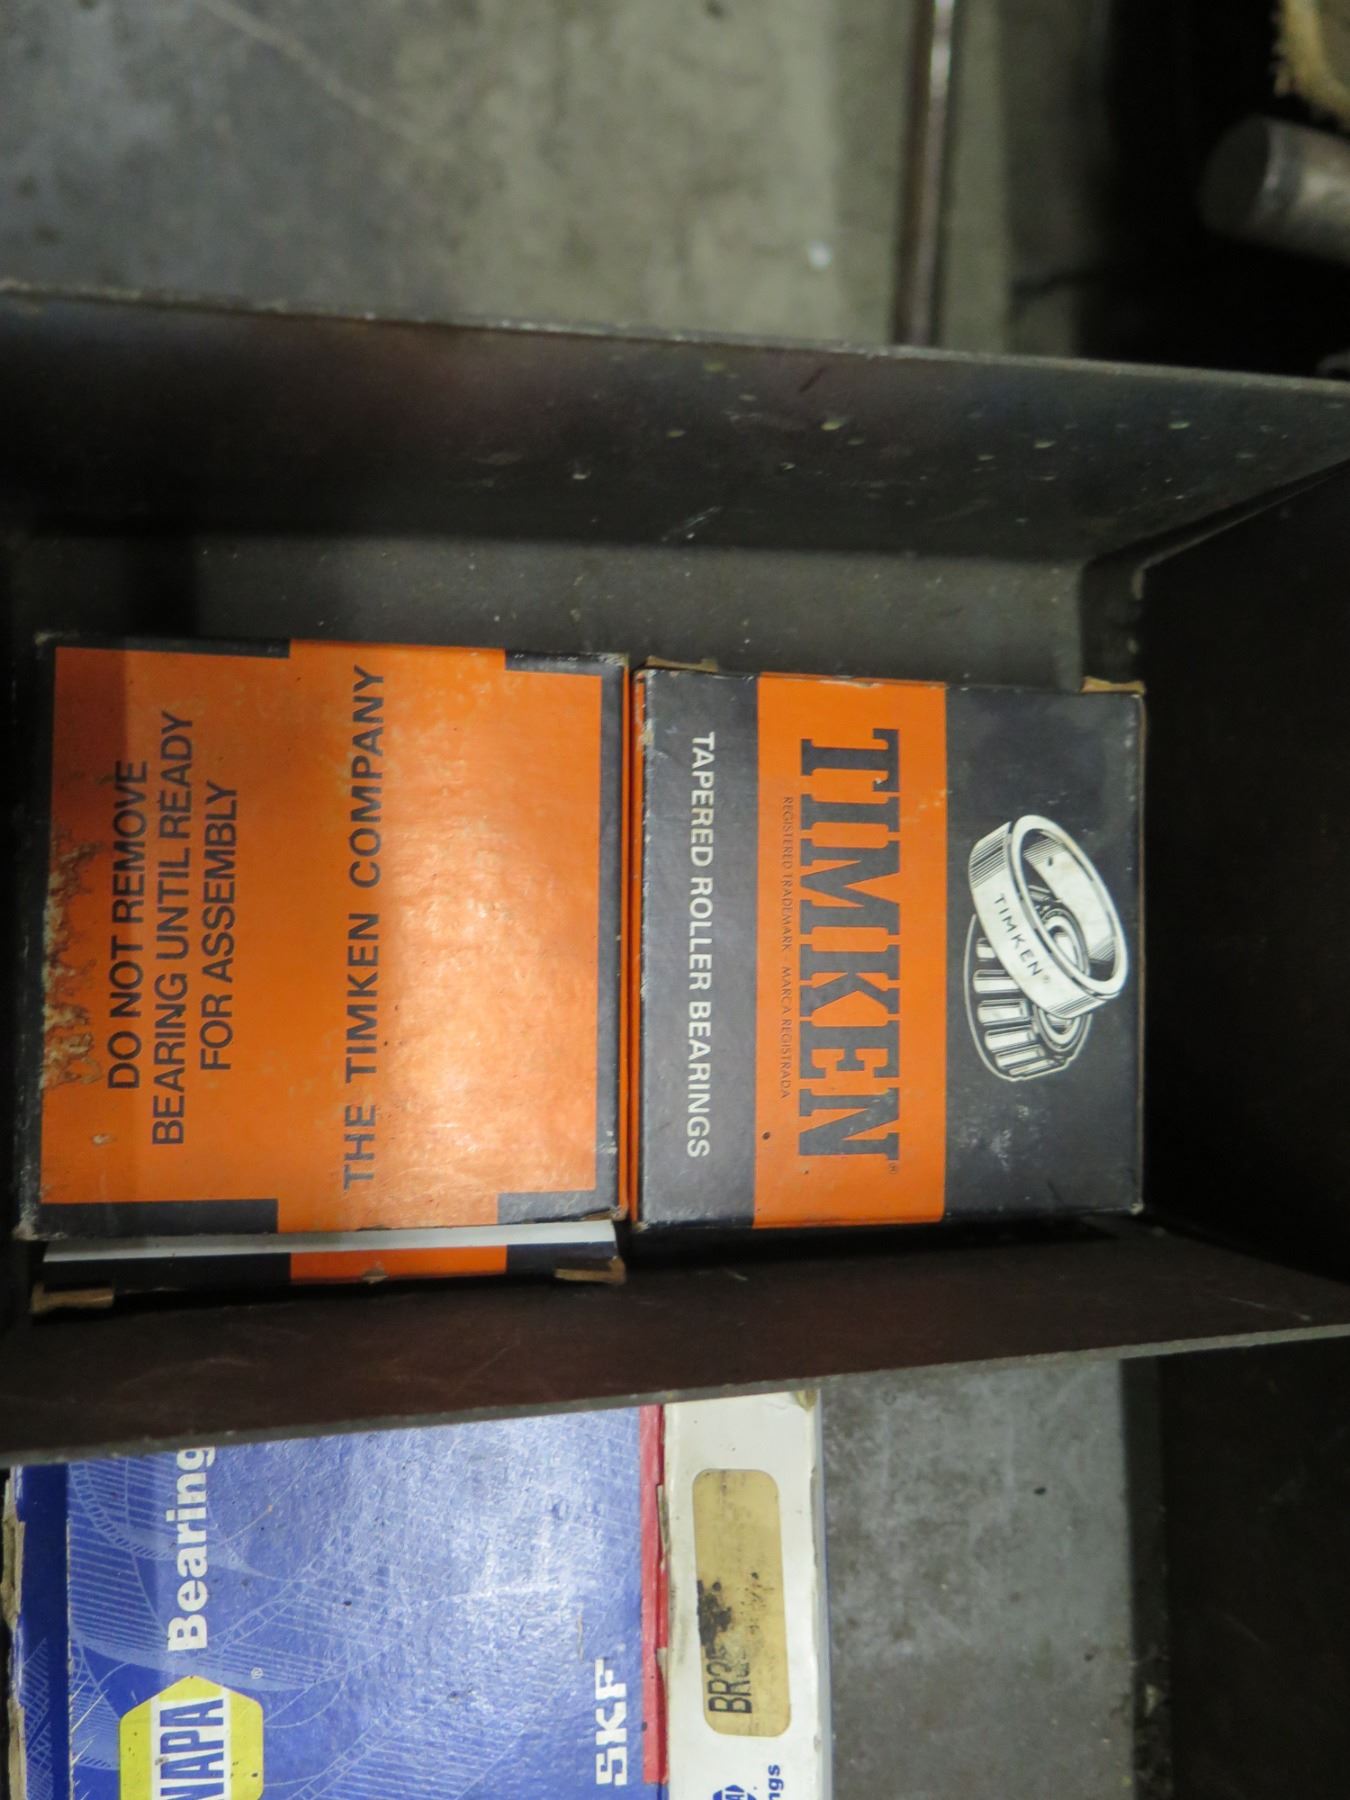 DO NOT REMOVE
BEARING UNTIL READY
FOR ASSEMBLY
THE TIMKEN COMPANY
TIMKEN®
TIMKEN®
REGISTERED TRADEMARK - MARCA REGISTRADA
TAPERED ROLLER BEARINGS
NAPA®
Bearing
SKF
ngs